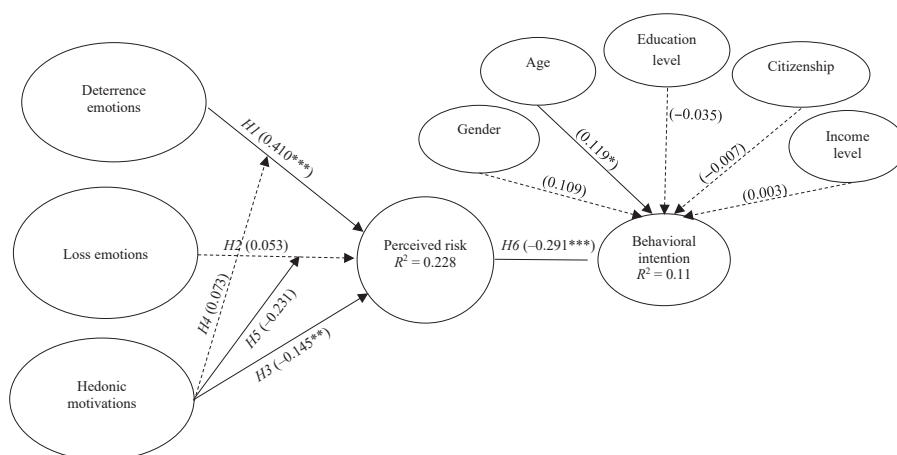 Deterrence
emotions
Loss emotions
Hedonic
motivations
H1 (0.410***)
H2 (0.053)
H4 (0.073)
H5 (–0.231)
H3 (–0.145**)
Perceived risk
R² = 0.228
H6 (–0.291***)
Gender
Age
Education
level
Citizenship
Income
level
(0.109)
(0.119*)
(–0.035)
(–0.007)
(0.003)
Behavioral
intention
R² = 0.11